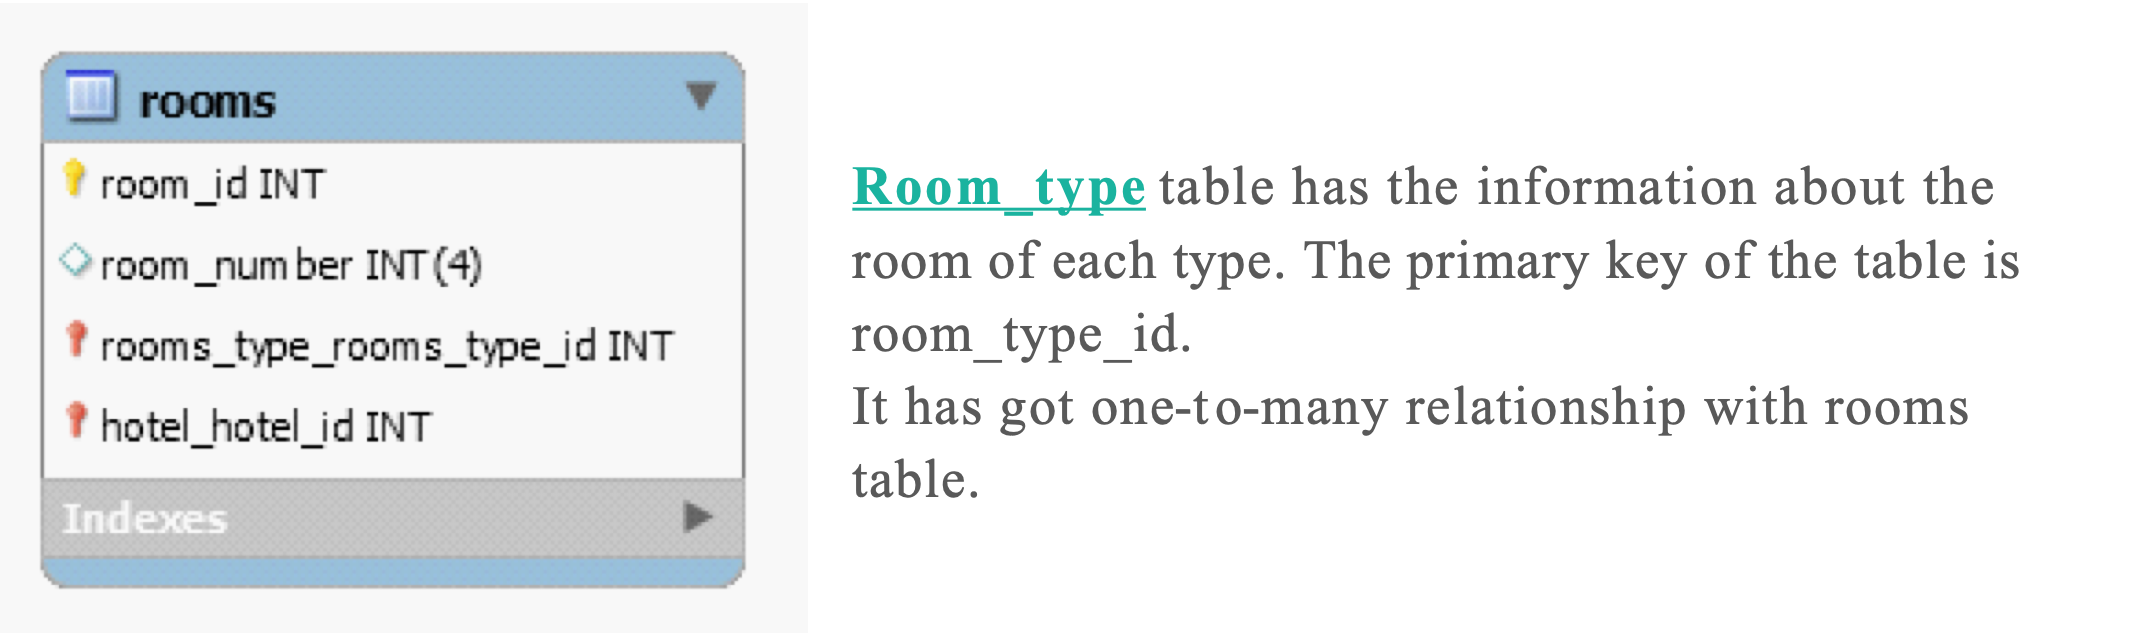 rooms
room_id INT
room_number INT(4)
rooms_type_rooms_type_id INT
hotel_hotel_id INT
Indexes
Room_type table has the information about the
room of each type. The primary key of the table is
room_type_id.
It has got one-to-many relationship with rooms
table.